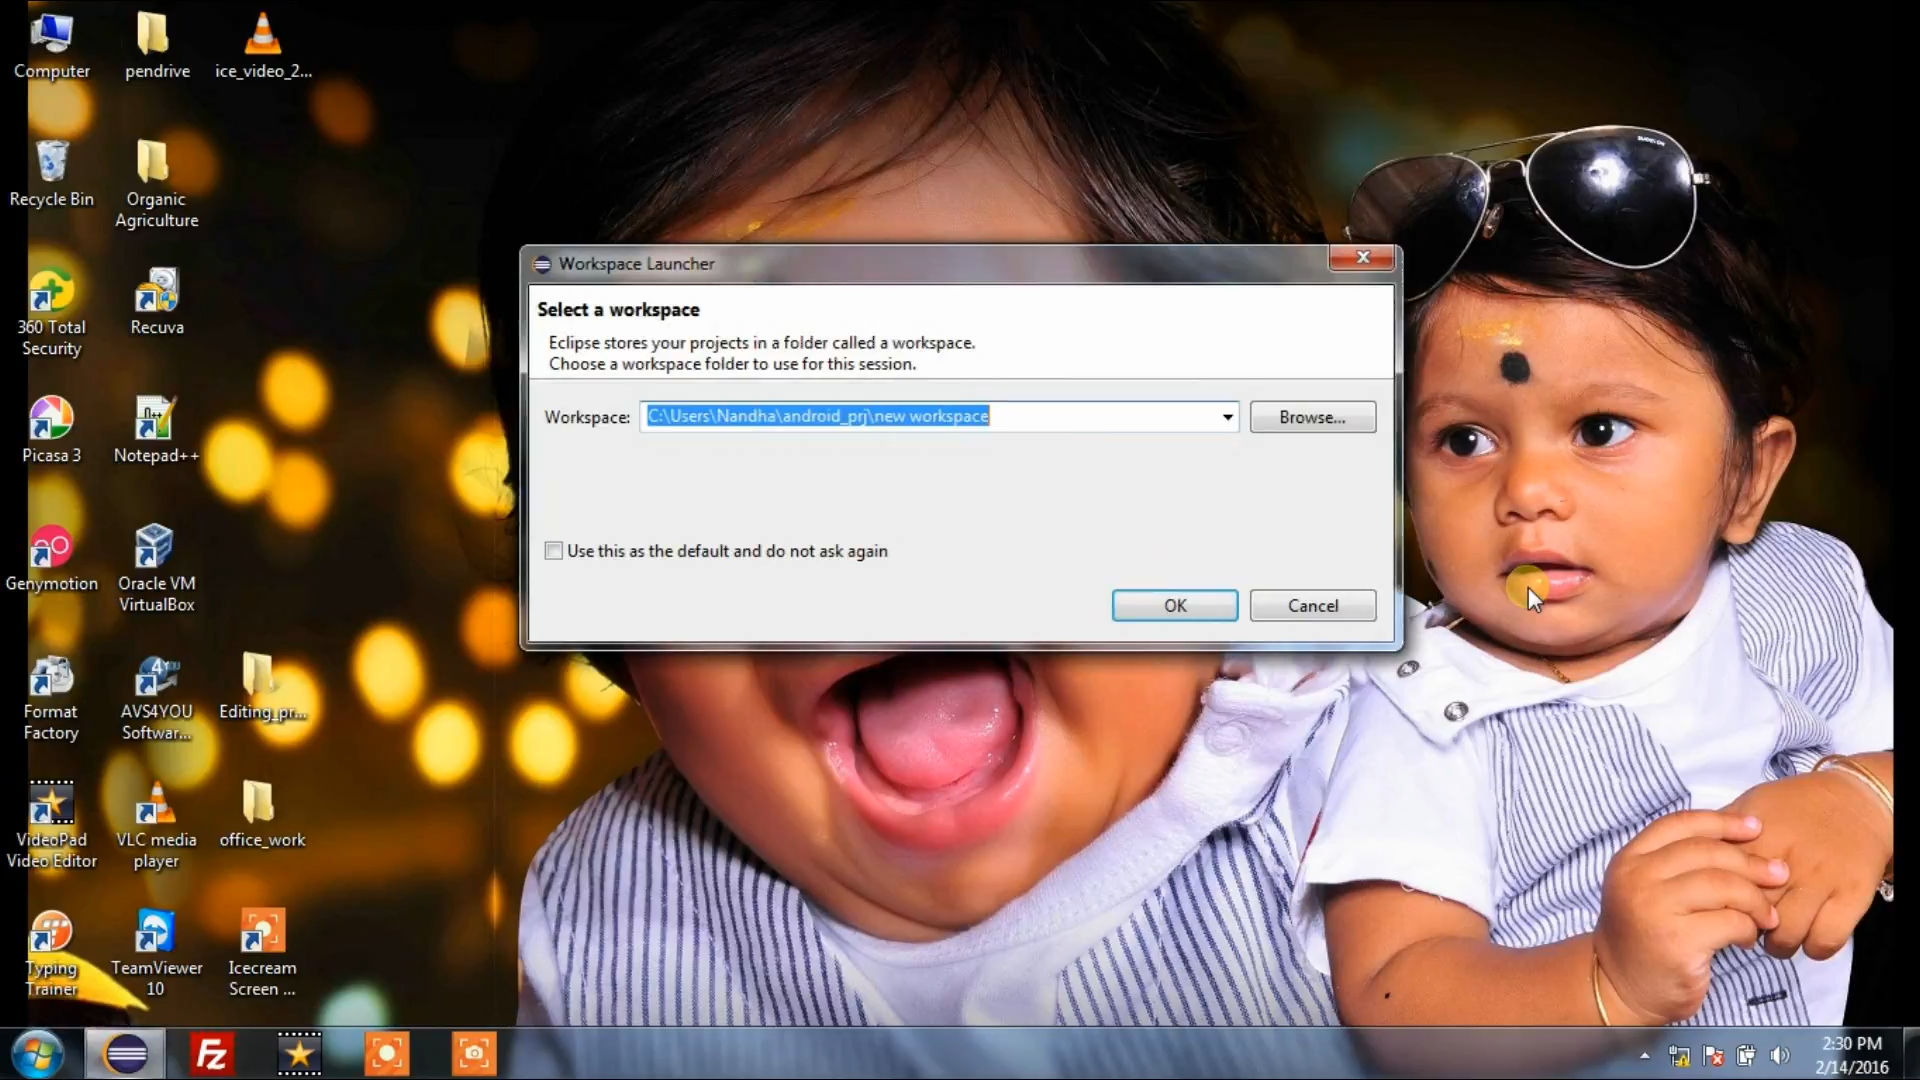 Computer
pendrive
ice_video_2...
Recycle Bin
Organic
Agriculture
360 Total
Security
Recuva
Picasa 3
Notepad++
Genymotion
Oracle VM
VirtualBox
Format
Factory
AVS4YOU
Softwar...
Editing_pr...
VideoPad
Video Editor
VLC media
player
office_work
Typing
Trainer
TeamViewer
10
Icecream
Screen ...
Workspace Launcher
Select a workspace
Eclipse stores your projects in a folder called a workspace.
Choose a workspace folder to use for this session.
Workspace: C:\Users\Nandha\android_prj\new workspace Browse...
Use this as the default and do not ask again
OK Cancel
2:30 PM
2/14/2016